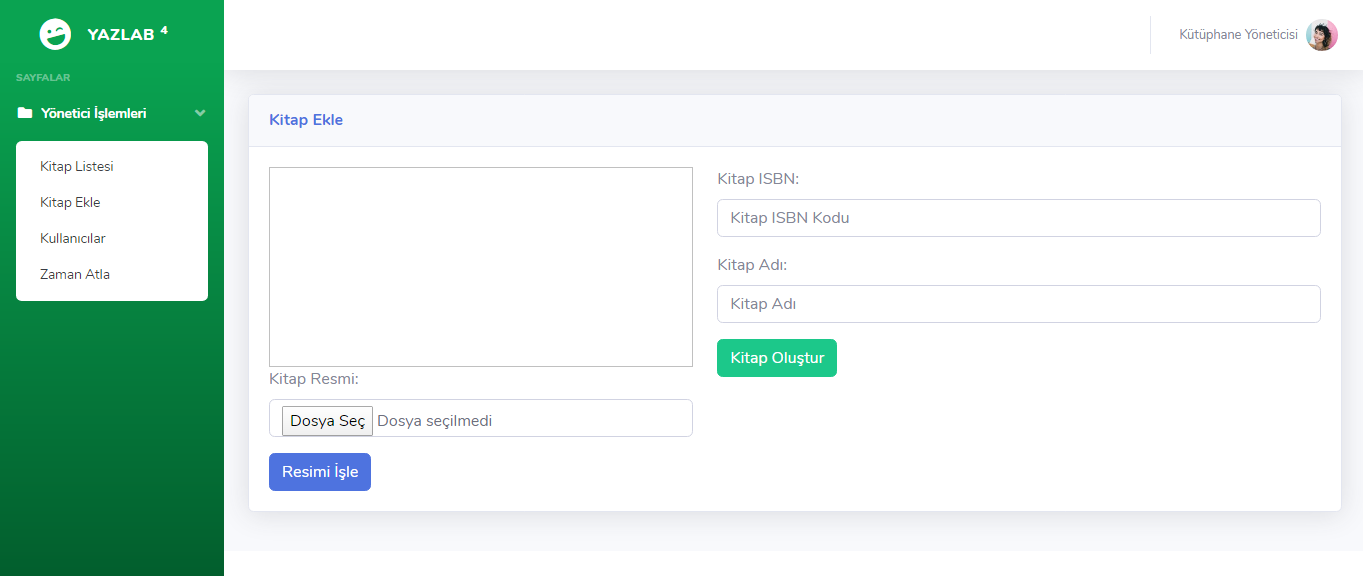 YAZLAB 4
Kütüphane Yöneticisi
SAYFALAR
Yönetici İşlemleri
Kitap Listesi
Kitap Ekle
Kullanıcılar
Zaman Atla
Kitap Ekle
Kitap Resmi:
Dosya Seç Dosya seçilmedi
Resimi İşle
Kitap ISBN:
Kitap ISBN Kodu
Kitap Adı:
Kitap Adı
Kitap Oluştur